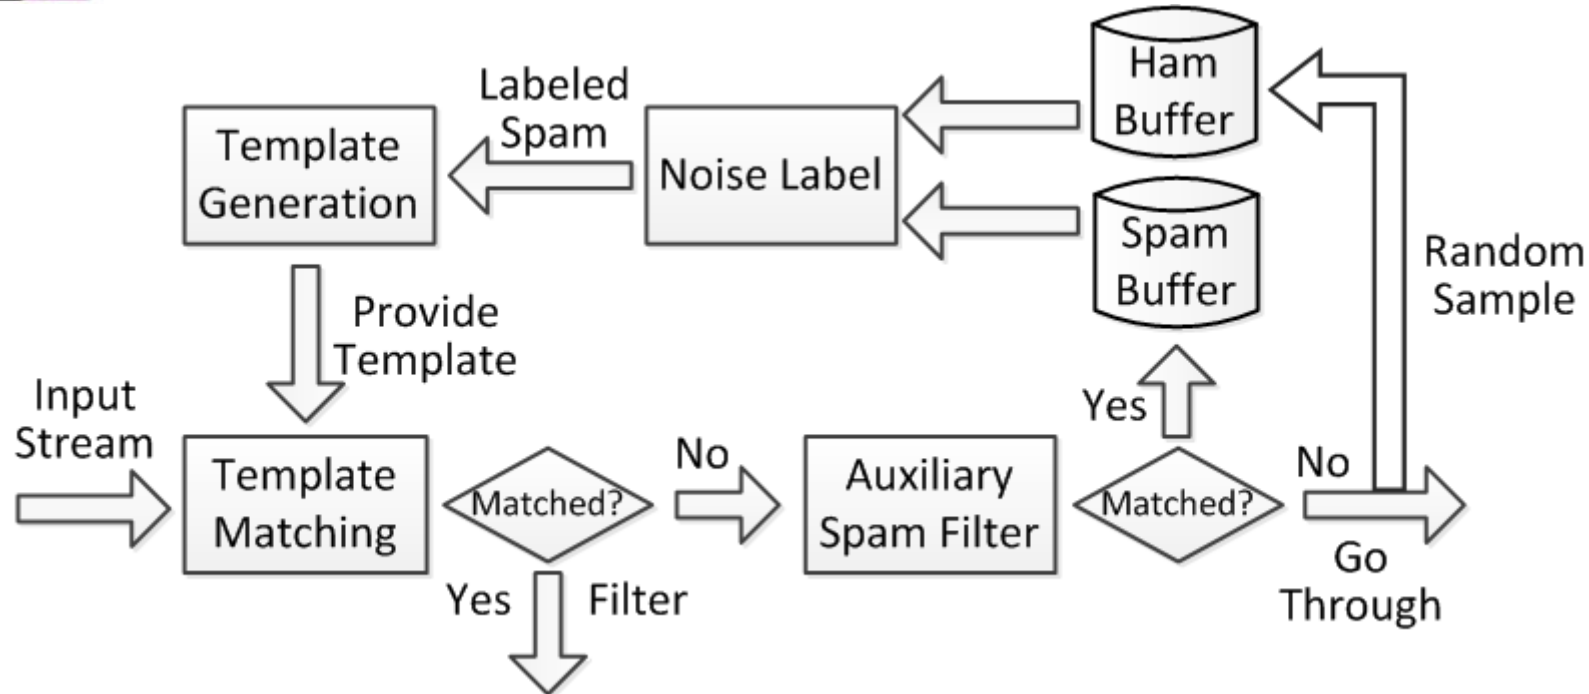 Ham
Buffer
Labeled
Spam
Template
Generation
Noise Label
Spam
Buffer
Random
Sample
Provide
Template
Input
Stream
Yes
Template
Matching
Matched?
No
Auxiliary
Spam Filter
Matched?
No
Yes
Filter
Go
Through